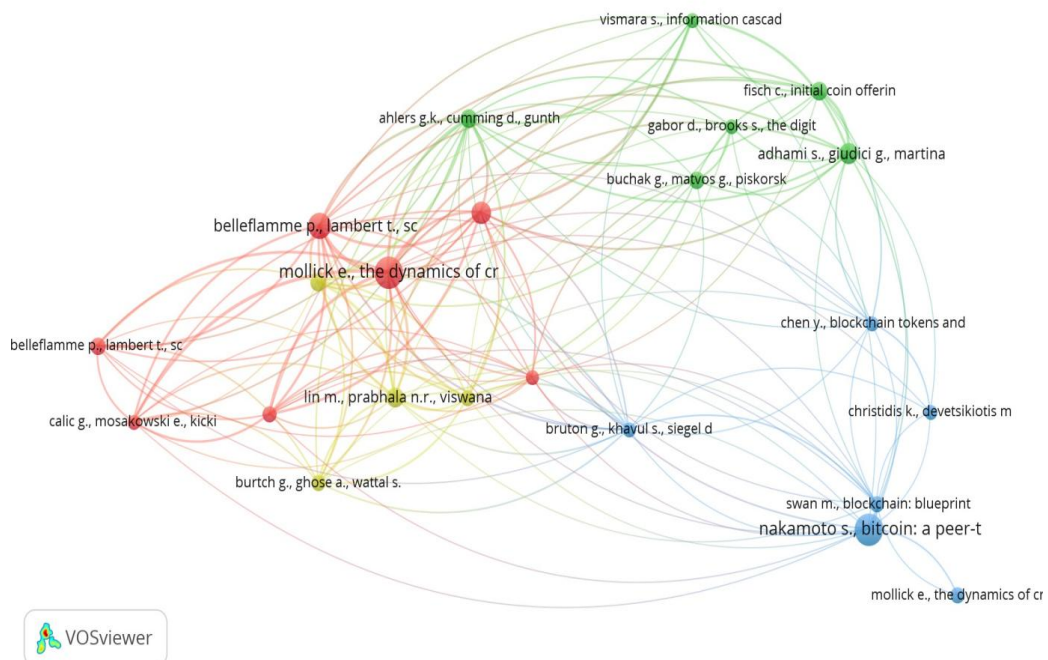 vismara s., information cascad
fisch c., initial coin offerin
ahlers g.k., cumming d., gunth
gabor d., brooks s., the digit
adhami s., giudici g., martina
buchak g., matvos g., piskorsk
belleflamme p., lambert t., sc
mollick e., the dynamics of cr
chen y., blockchain tokens and
belleflamme p., lambert t., sc
lin m., prabhala n.r., viswana
christidis k., devetsikiotis m
calic g., mosakowski e., kicki
bruton g., khavul s., siegel d
burtch g., ghose a., wattal s.
swan m., blockchain: blueprint
nakamoto s., bitcoin: a peer-t
mollick e., the dynamics of cr
VOSviewer